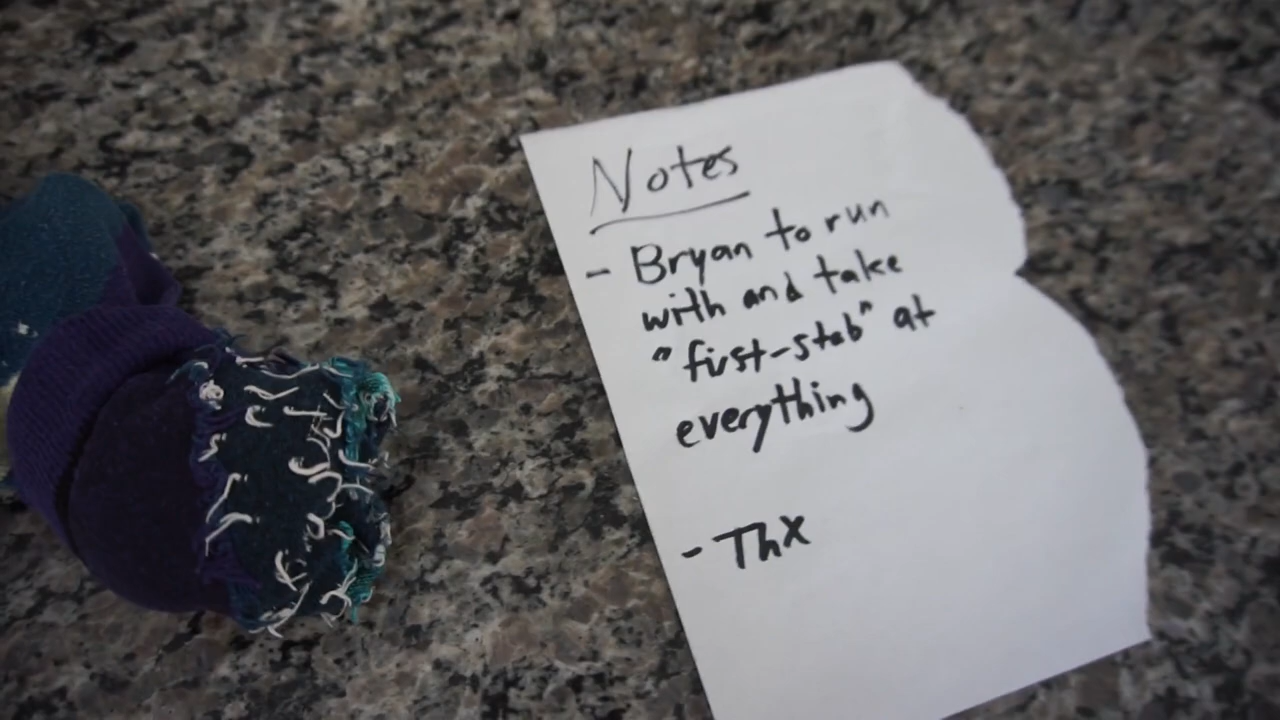 Notes
- Bryan to run
with and take
"first-stab" at
everything
- Thx